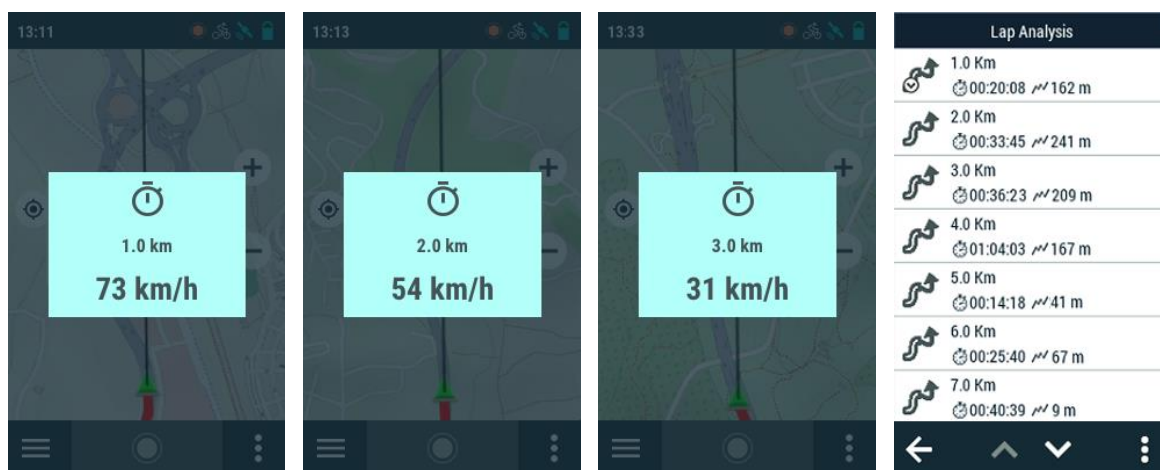 13:11
1.0 km
73 km/h
13:13
2.0 km
54 km/h
13:33
3.0 km
31 km/h
Lap Analysis
1.0 Km
00:20:08 162 m
2.0 Km
00:33:45 241 m
3.0 Km
00:36:23 209 m
4.0 Km
01:04:03 167 m
5.0 Km
00:14:18 41 m
6.0 Km
00:25:40 67 m
7.0 Km
00:40:39 9 m